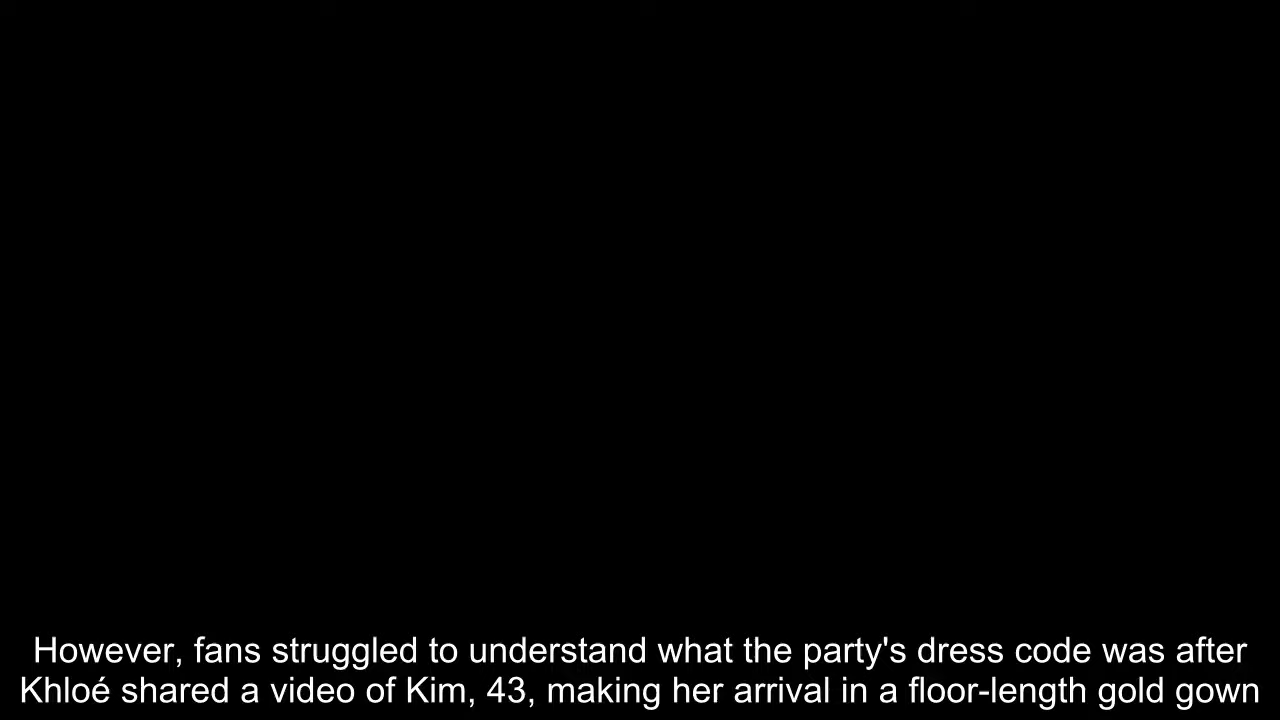 However, fans struggled to understand what the party's dress code was after
Khloé shared a video of Kim, 43, making her arrival in a floor-length gold gown